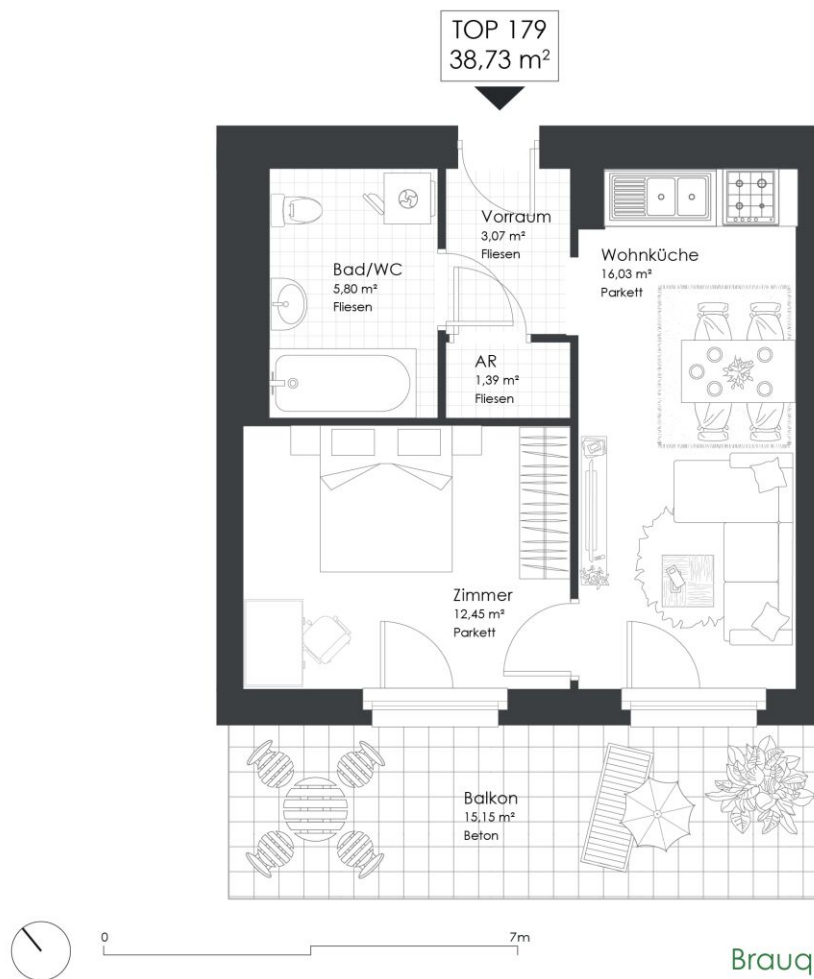 TOP 179
38,73 m²
Vorraum
3,07 m²
Fliesen
Wohnküche
16,03 m²
Parkett
Bad/WC
5,80 m²
Fliesen
AR
1,39 m²
Fliesen
Zimmer
12,45 m²
Parkett
Balkon
15,15 m²
Beton
0
7m
Brauq